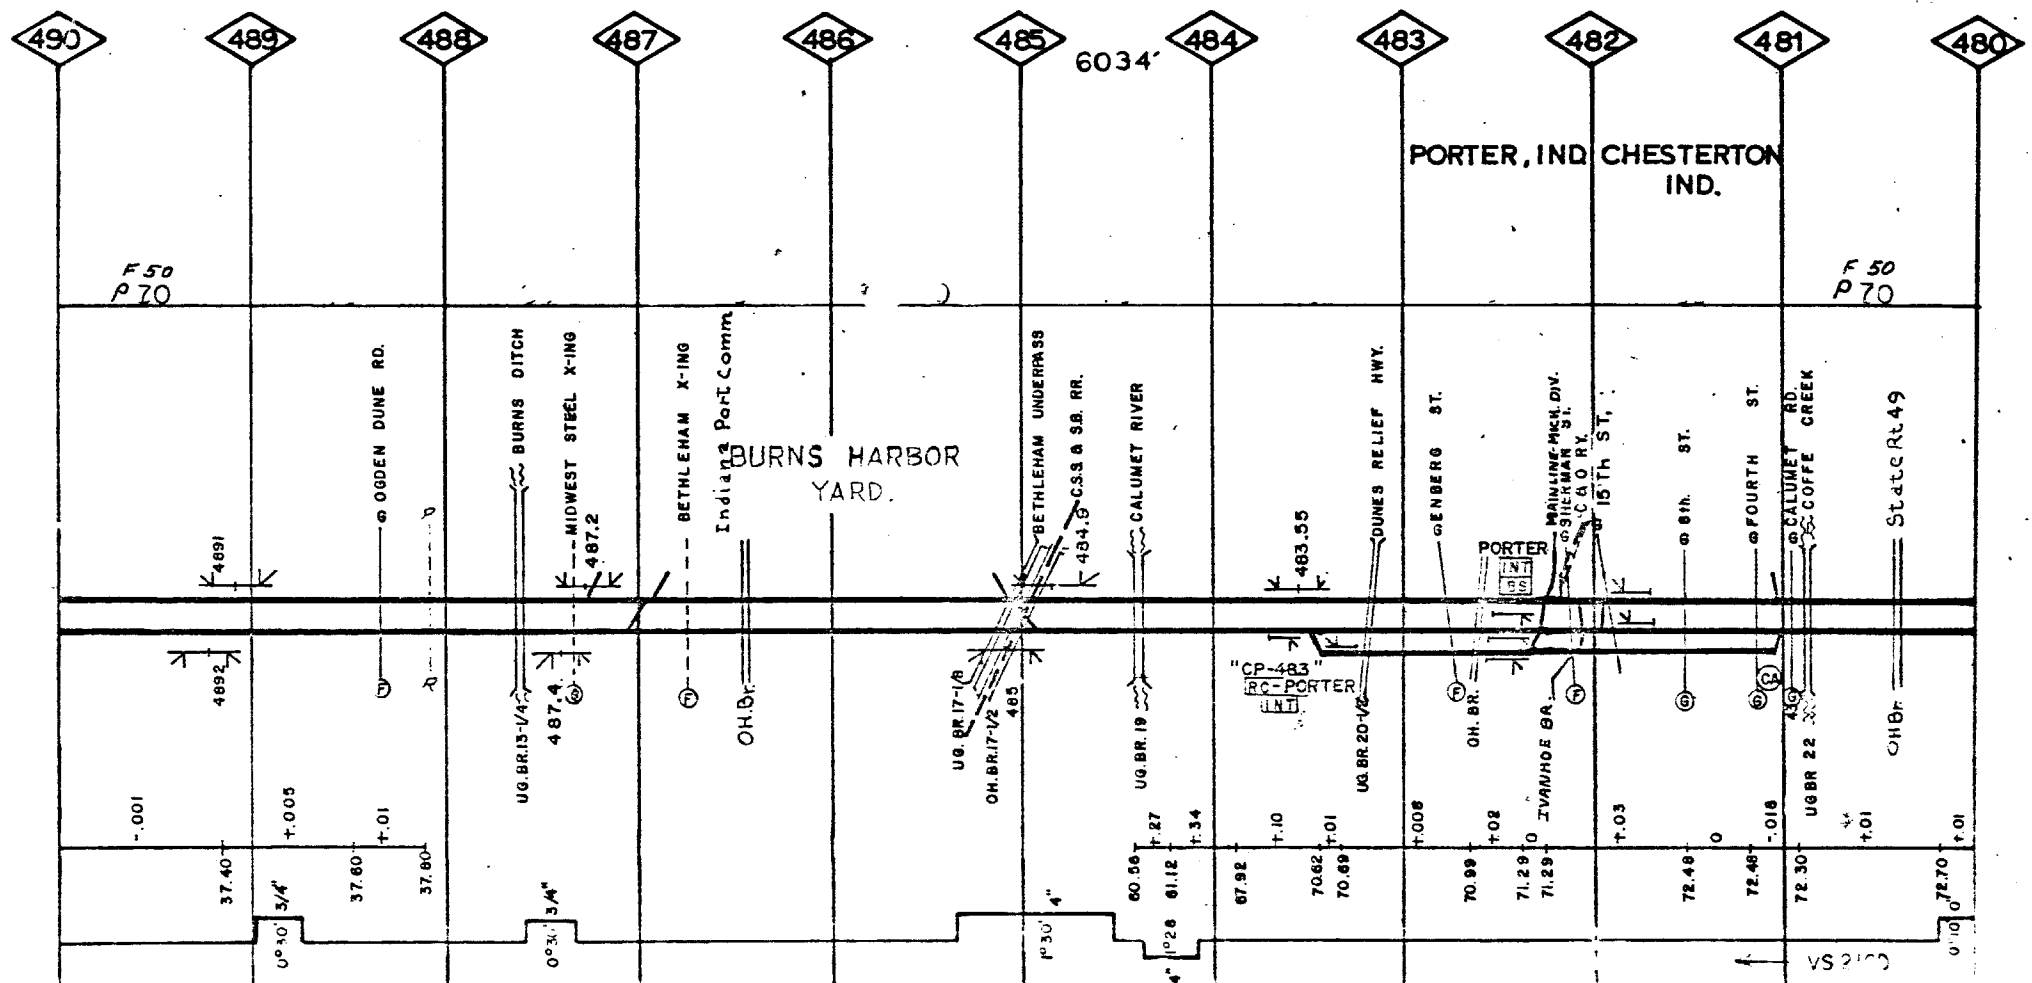 490
489
488
487
486
485
484
483
482
481
480
6034'
PORTER, IND
CHESTERTON
IND.
F 50
P 70
F 50
P 70
4891
G OGDEN DUNE RD.
BURNS DITCH
MIDWEST STEEL X-ING
487.2
BETHLEHAM X-ING
Indiana Port Comm
BURNS HARBOR
YARD.
BETHLEHAM UNDERPASS
C.S.S & S.B. RR.
484.9
CALUMET RIVER
483.55
DUNES RELIEF HWY.
G ENBERG ST.
PORTER
INT
MAINLINE-MICH. DIV.
G SHERMAN ST.
C & O RY.
15Th ST,
G 8th. ST.
G FOURTH ST.
G CALUMET RD.
COFFE CREEK
State Rt 49
4892
F
UG.BR.13-1/4
487.4
F
OH.Br.
UG. BR.17-1/8
OH.BR.17-1/2
485
UG.BR.19
"CP-483"
RC-PORTER
INT
UG.BR.20-1/2
F
OH. BR.
IVANHOE BR.
F
G
G
CA
G
UGBR 22
OHBr
-.001
+.005
+.01
+.27
+.34
+.10
+.01
+.008
+.02
0
+.03
0
-.018
+.01
+.01
37.40
37.60
37.80
60.58
61.12
67.92
70.62
70.69
70.99
71.29
71.29
72.48
72.48
72.30
72.70
0°30'
3/4"
0°30'
3/4"
1°30'
4"
1°28
4"
0°10'
0"